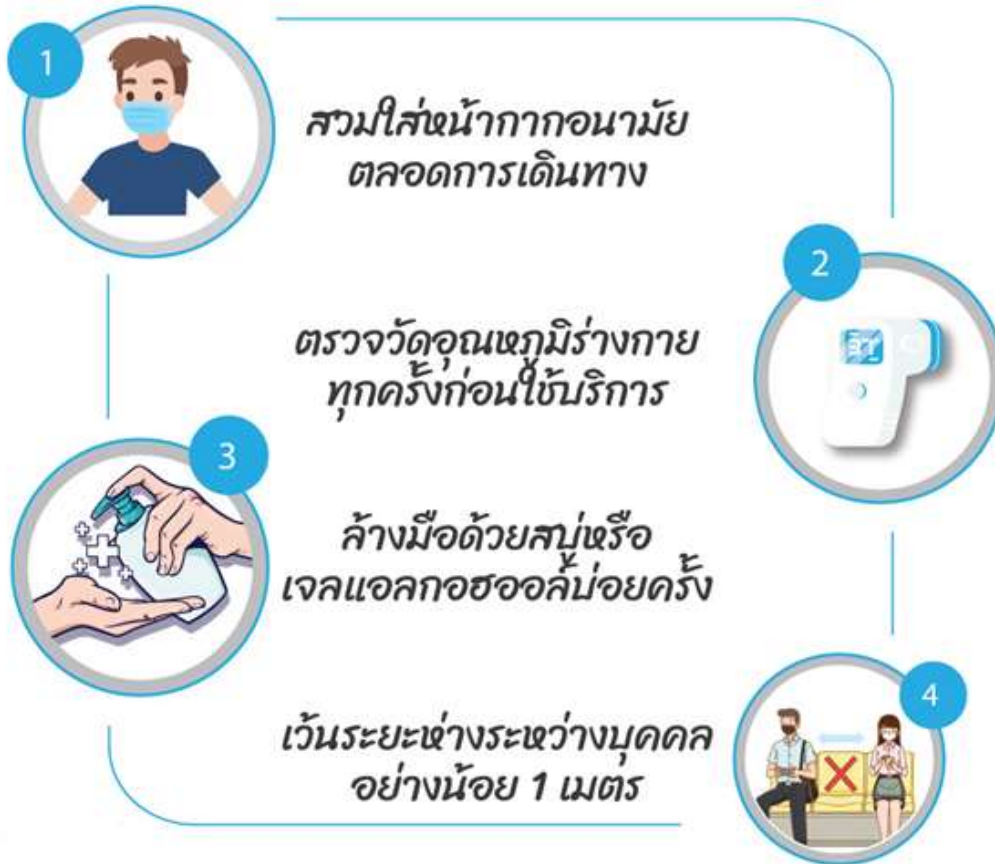 1
สวมใส่หน้ากากอนามัย
ตลอดการเดินทาง
2
ตรวจวัดอุณหภูมิร่างกาย
ทุกครั้งก่อนใช้บริการ
3
ล้างมือด้วยสบู่หรือ
เจลแอลกอฮออล์บ่อยครั้ง
4
เว้นระยะห่างระหว่างบุคคล
อย่างน้อย 1 เมตร